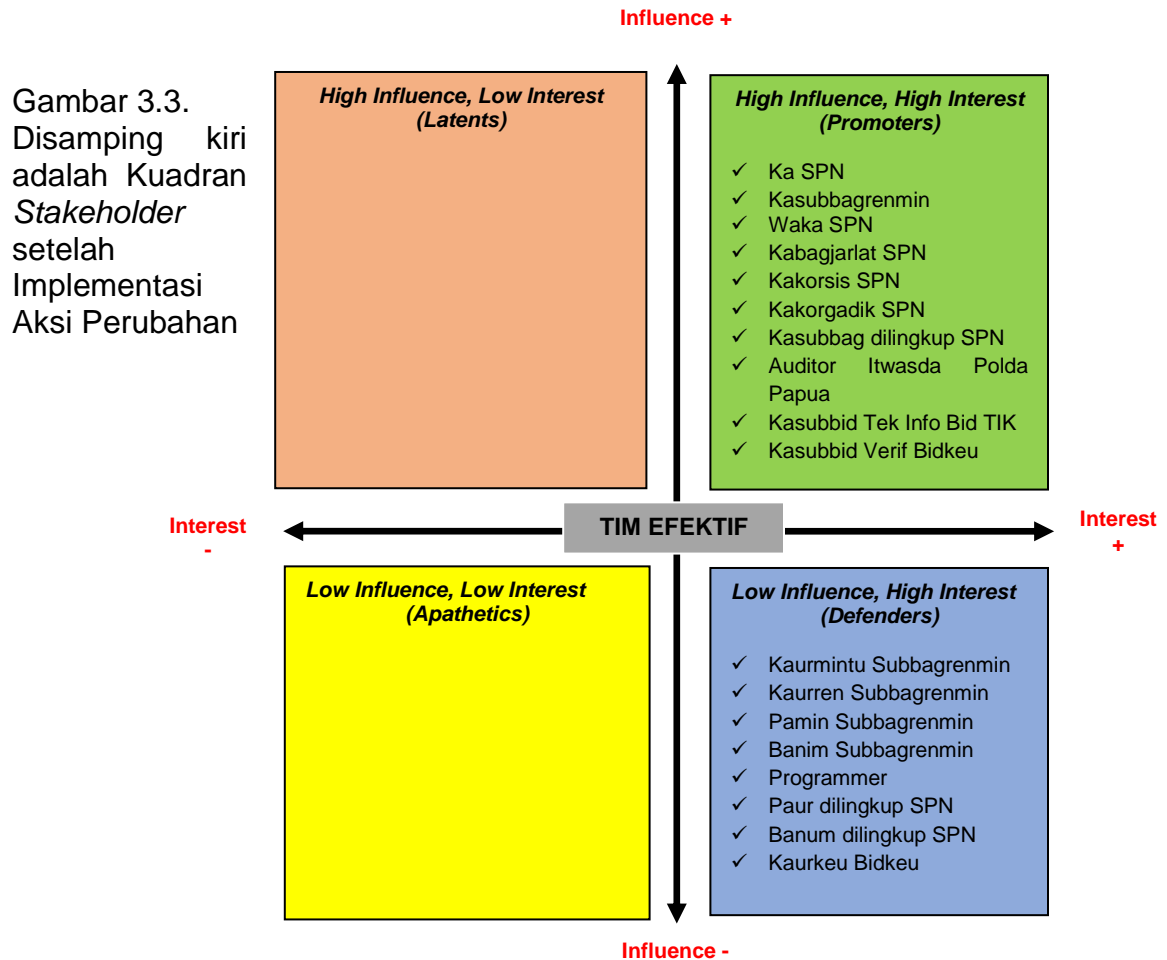 Influence +
Gambar 3.3.
Disamping kiri
adalah Kuadran
Stakeholder
setelah
Implementasi
Aksi Perubahan
High Influence, Low Interest
(Latents)
High Influence, High Interest
(Promoters)
✓ Ka SPN
✓ Kasubbagrenmin
✓ Waka SPN
✓ Kabagjarlat SPN
✓ Kakorsis SPN
✓ Kakorgadik SPN
✓ Kasubbag dilingkup SPN
✓ Auditor Itwasda Polda
Papua
✓ Kasubbid Tek Info Bid TIK
✓ Kasubbid Verif Bidkeu
Interest
-
TIM EFEKTIF
Interest
+
Low Influence, Low Interest
(Apathetics)
Low Influence, High Interest
(Defenders)
✓ Kaurmintu Subbagrenmin
✓ Kaurren Subbagrenmin
✓ Pamin Subbagrenmin
✓ Banim Subbagrenmin
✓ Programmer
✓ Paur dilingkup SPN
✓ Banum dilingkup SPN
✓ Kaurkeu Bidkeu
Influence -